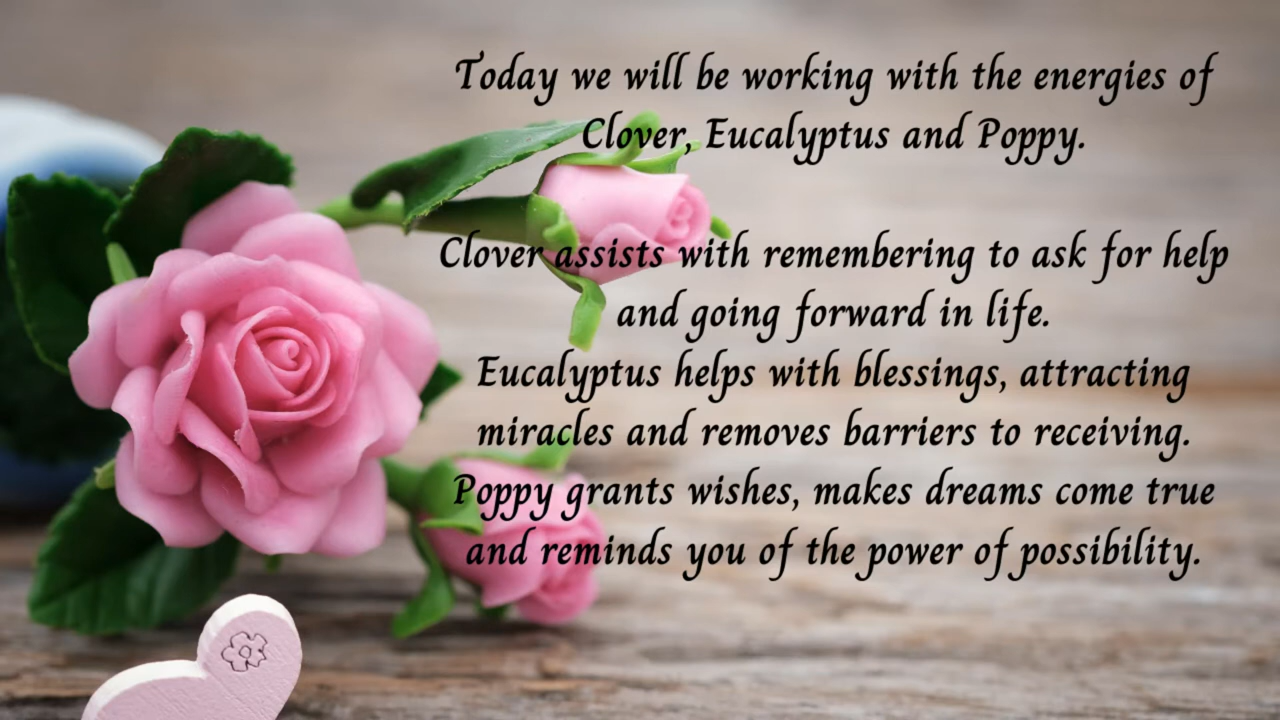 Today we will be working with the energies of
Clover, Eucalyptus and Poppy.
Clover assists with remembering to ask for help
and going forward in life.
Eucalyptus helps with blessings, attracting
miracles and removes barriers to receiving.
Poppy grants wishes, makes dreams come true
and reminds you of the power of possibility.